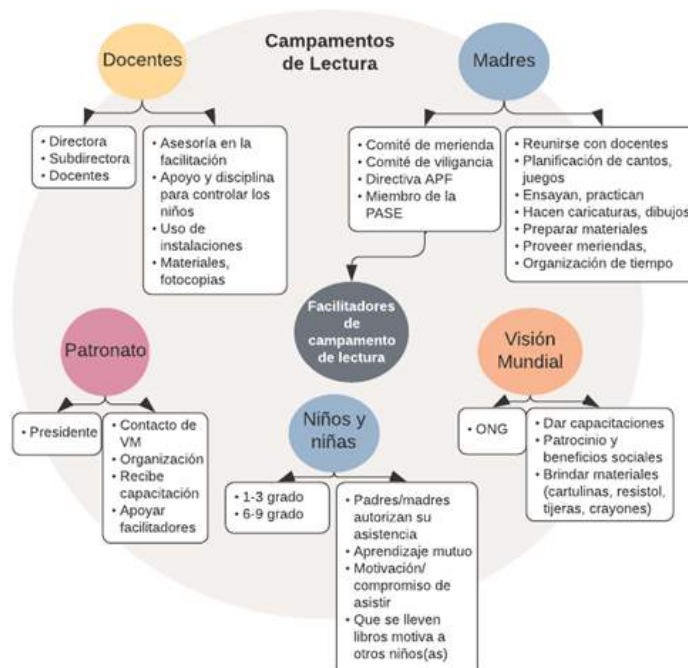 Campamentos
de Lectura
Docentes
• Directora
• Subdirectora
• Docentes
• Asesoría en la
facilitación
• Apoyo y disciplina
para controlar los
niños
• Uso de
instalaciones
• Materiales,
fotocopias
Madres
• Comité de merienda
• Comité de viligancia
• Directiva APF
• Miembro de la
PASE
• Reunirse con docentes
• Planificación de cantos,
juegos
• Ensayan, practican
• Hacen caricaturas, dibujos
• Preparar materiales
• Proveer meriendas,
• Organización de tiempo
Facilitadores
de
campamento
de lectura
Patronato
• Presidente
• Contacto de
VM
• Organización
• Recibe
capacitación
• Apoyar
facilitadores
Niños y
niñas
• 1-3 grado
• 6-9 grado
• Padres/madres
autorizan su
asistencia
• Aprendizaje mutuo
• Motivación/
compromiso de
asistir
• Que se lleven
libros motiva a
otros niños(as)
Visión
Mundial
• ONG
• Dar capacitaciones
• Patrocinio y
beneficios sociales
• Brindar materiales
(cartulinas, resistol,
tijeras, crayones)